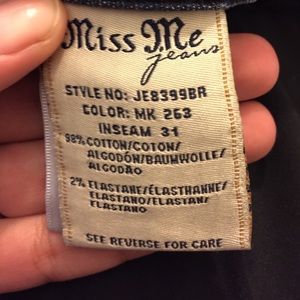 Miss Me
jeans
STYLE NO: JE8399BR
COLOR: MK 263
INSEAM 31
98% COTTON/COTON/
ALGODÓN/BAUMWOLLE/
ALGODÃO
2% ELASTANE/ÉLASTHANNE/
ELASTANO/ELASTAN/
ELASTANO
SEE REVERSE FOR CARE